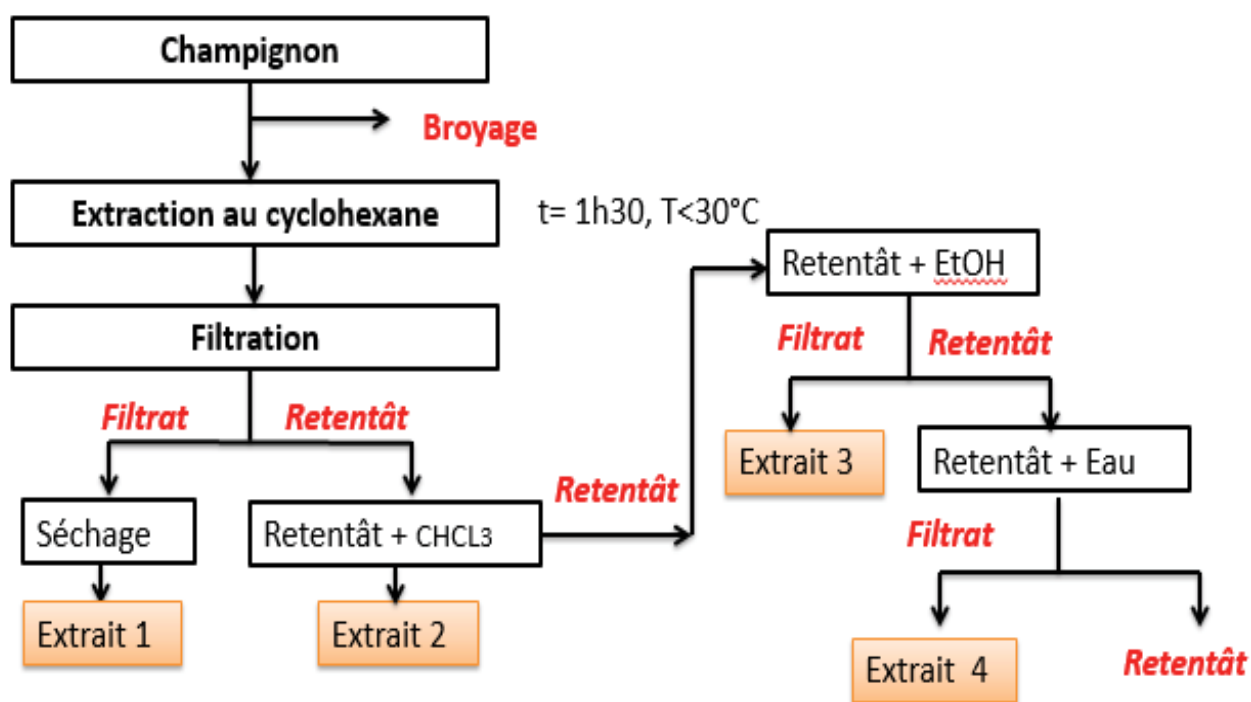 Champignon
Broyage
Extraction au cyclohexane
t= 1h30, T<30°C
Filtration
Filtrat
Retentât
Séchage
Retentât + CHCL3
Extrait 1
Extrait 2
Retentât
Retentât + EtOH
Filtrat
Retentât
Extrait 3
Retentât + Eau
Filtrat
Extrait 4
Retentât